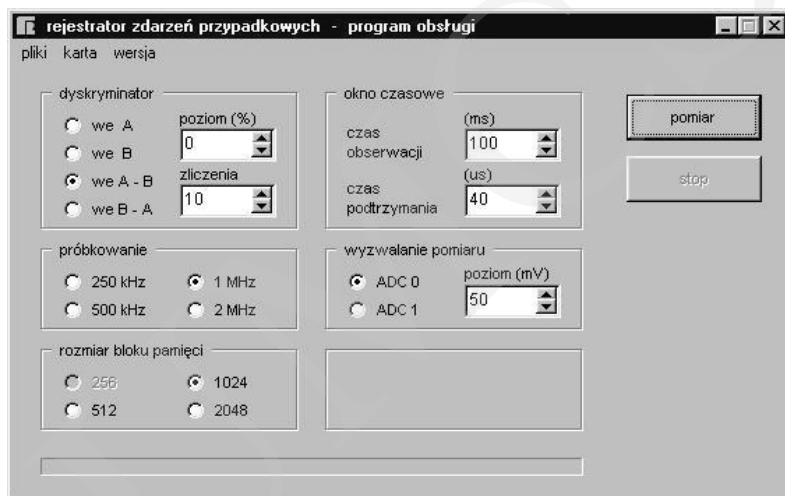 rejestrator zdarzeń przypadkowych - program obsługi
pliki karta wersja
dyskryminator
we A
we B
we A - B
we B - A
poziom (%)
0
zliczenia
10
okno czasowe
czas
obserwacji
(ms)
100
czas
podtrzymania
(us)
40
pomiar
stop
próbkowanie
250 kHz
1 MHz
500 kHz
2 MHz
wyzwalanie pomiaru
ADC 0
ADC 1
poziom (mV)
50
rozmiar bloku pamięci
256
1024
512
2048